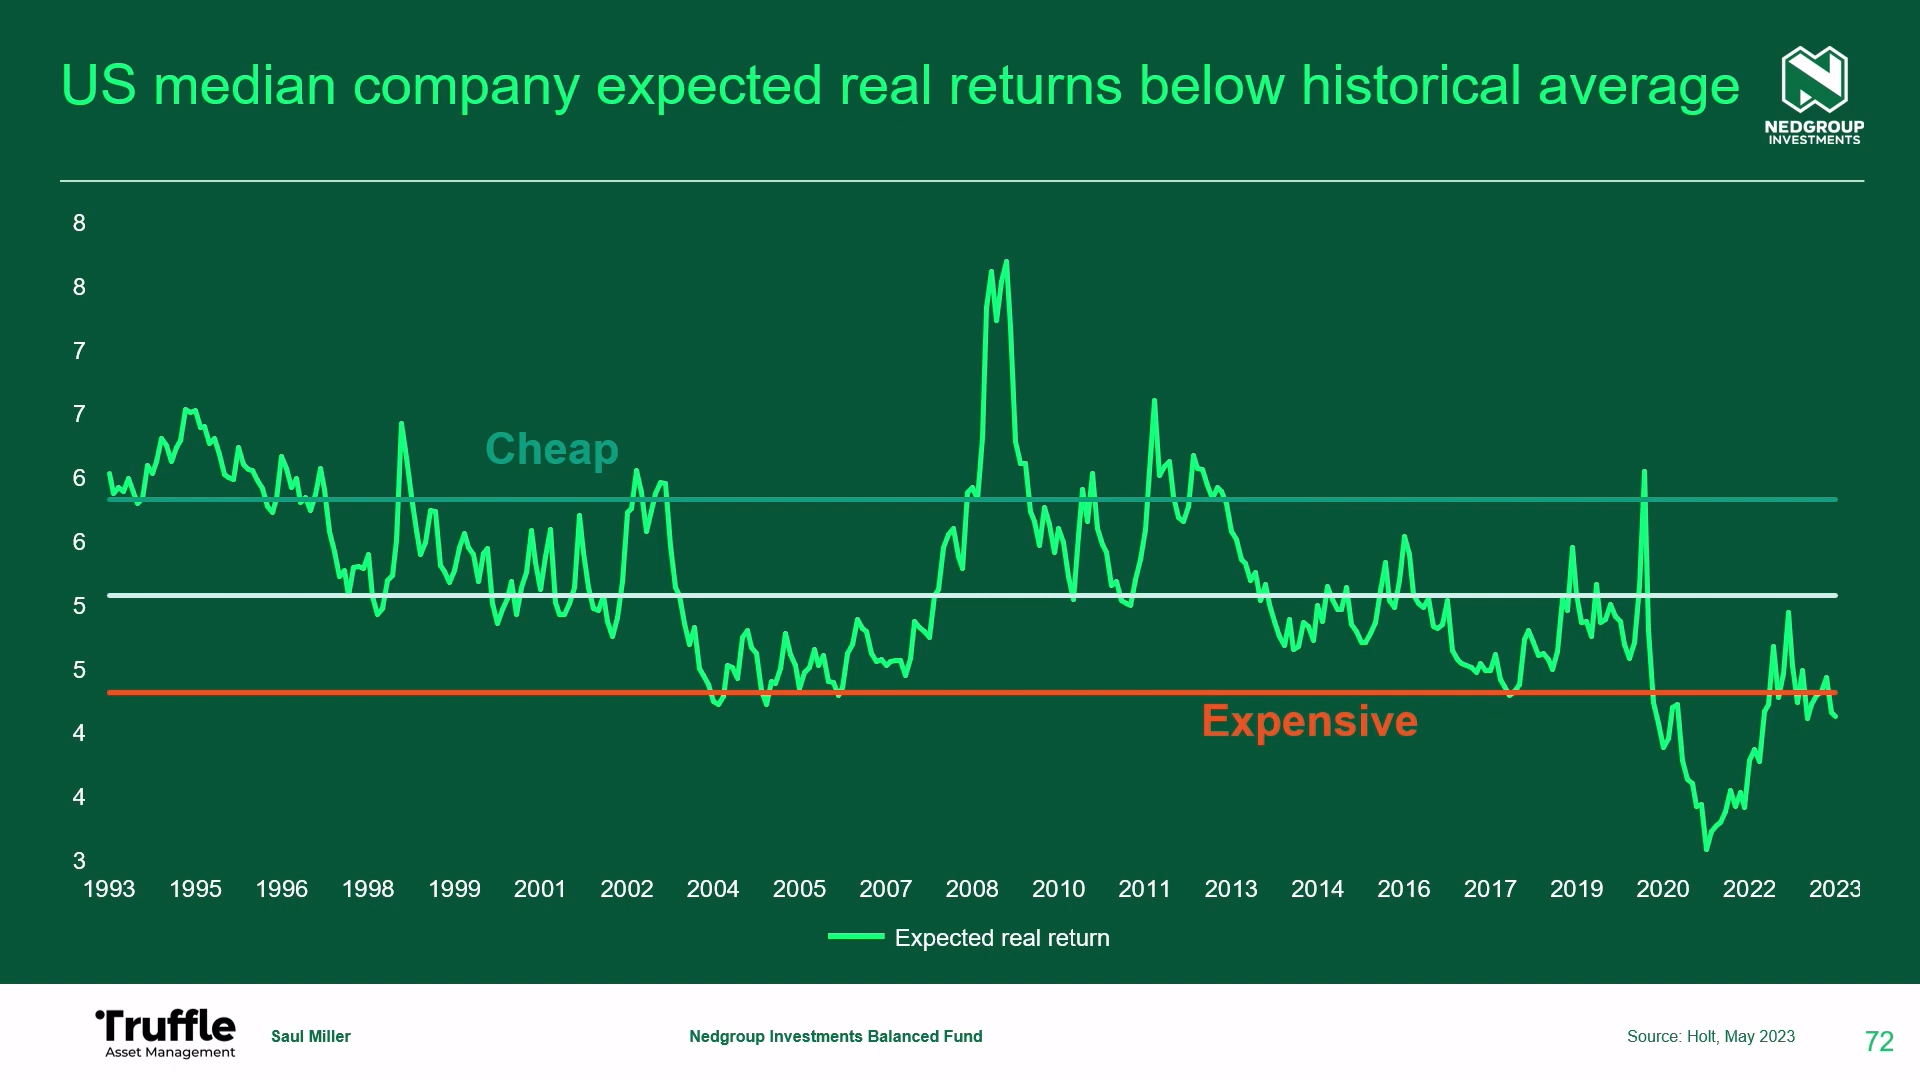 US median company expected real returns below historical average
NEDGROUP
INVESTMENTS
8
8
7
7
6
6
5
5
4
4
3
Cheap
Expensive
1993 1995 1996 1998 1999 2001 2002 2004 2005 2007 2008 2010 2011 2013 2014 2016 2017 2019 2020 2022 2023
Expected real return
Truffle
Asset Management
Saul Miller
Nedgroup Investments Balanced Fund
Source: Holt, May 2023
72